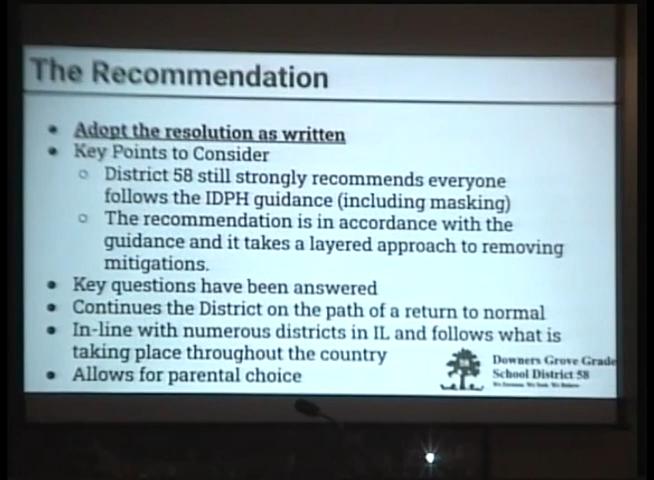 The Recommendation
• Adopt the resolution as written
• Key Points to Consider
○ District 58 still strongly recommends everyone
follows the IDPH guidance (including masking)
○ The recommendation is in accordance with the
guidance and it takes a layered approach to removing
mitigations.
• Key questions have been answered
• Continues the District on the path of a return to normal
• In-line with numerous districts in IL and follows what is
taking place throughout the country
• Allows for parental choice
Downers Grove Grade
School District 58